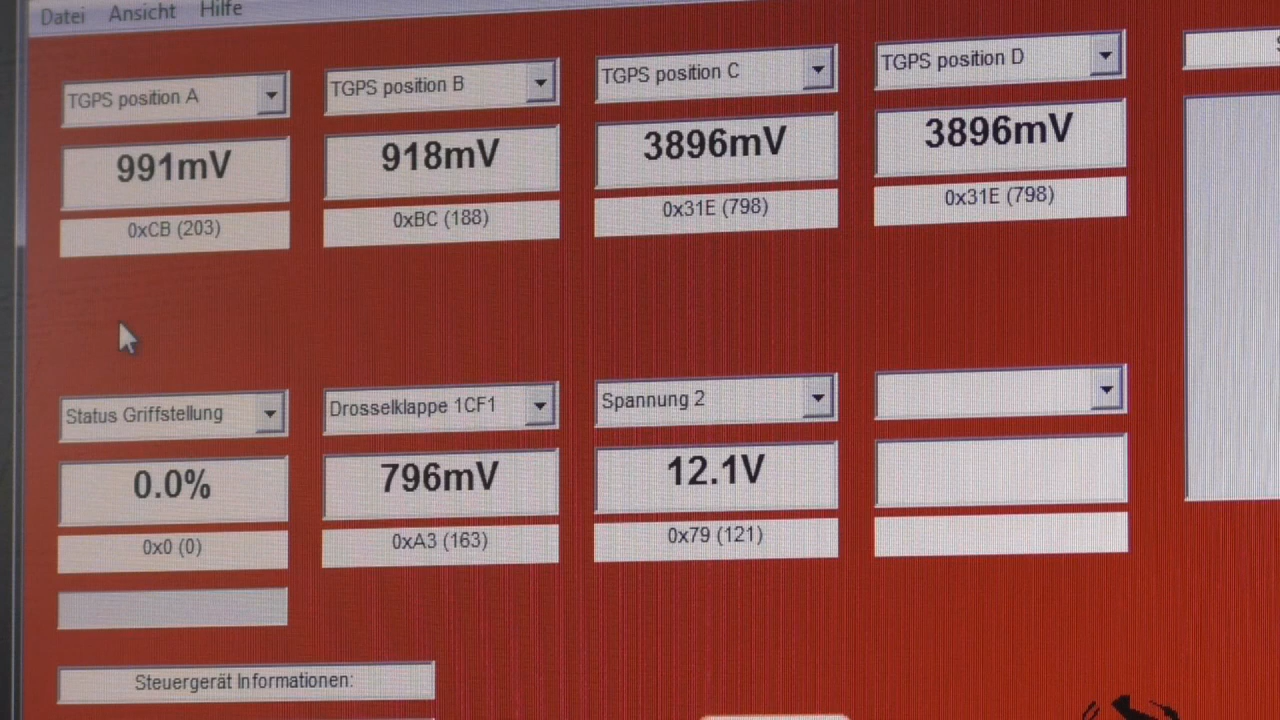 Datei Ansicht Hilfe
TGPS position A TGPS position B TGPS position C TGPS position D
991mV 918mV 3896mV 3896mV
0xCB (203) 0xBC (188) 0x31E (798) 0x31E (798)
Status Griffstellung Drosselklappe 1CF1 Spannung 2
0.0% 796mV 12.1V
0x0 (0) 0xA3 (163) 0x79 (121)
Steuergerät Informationen: